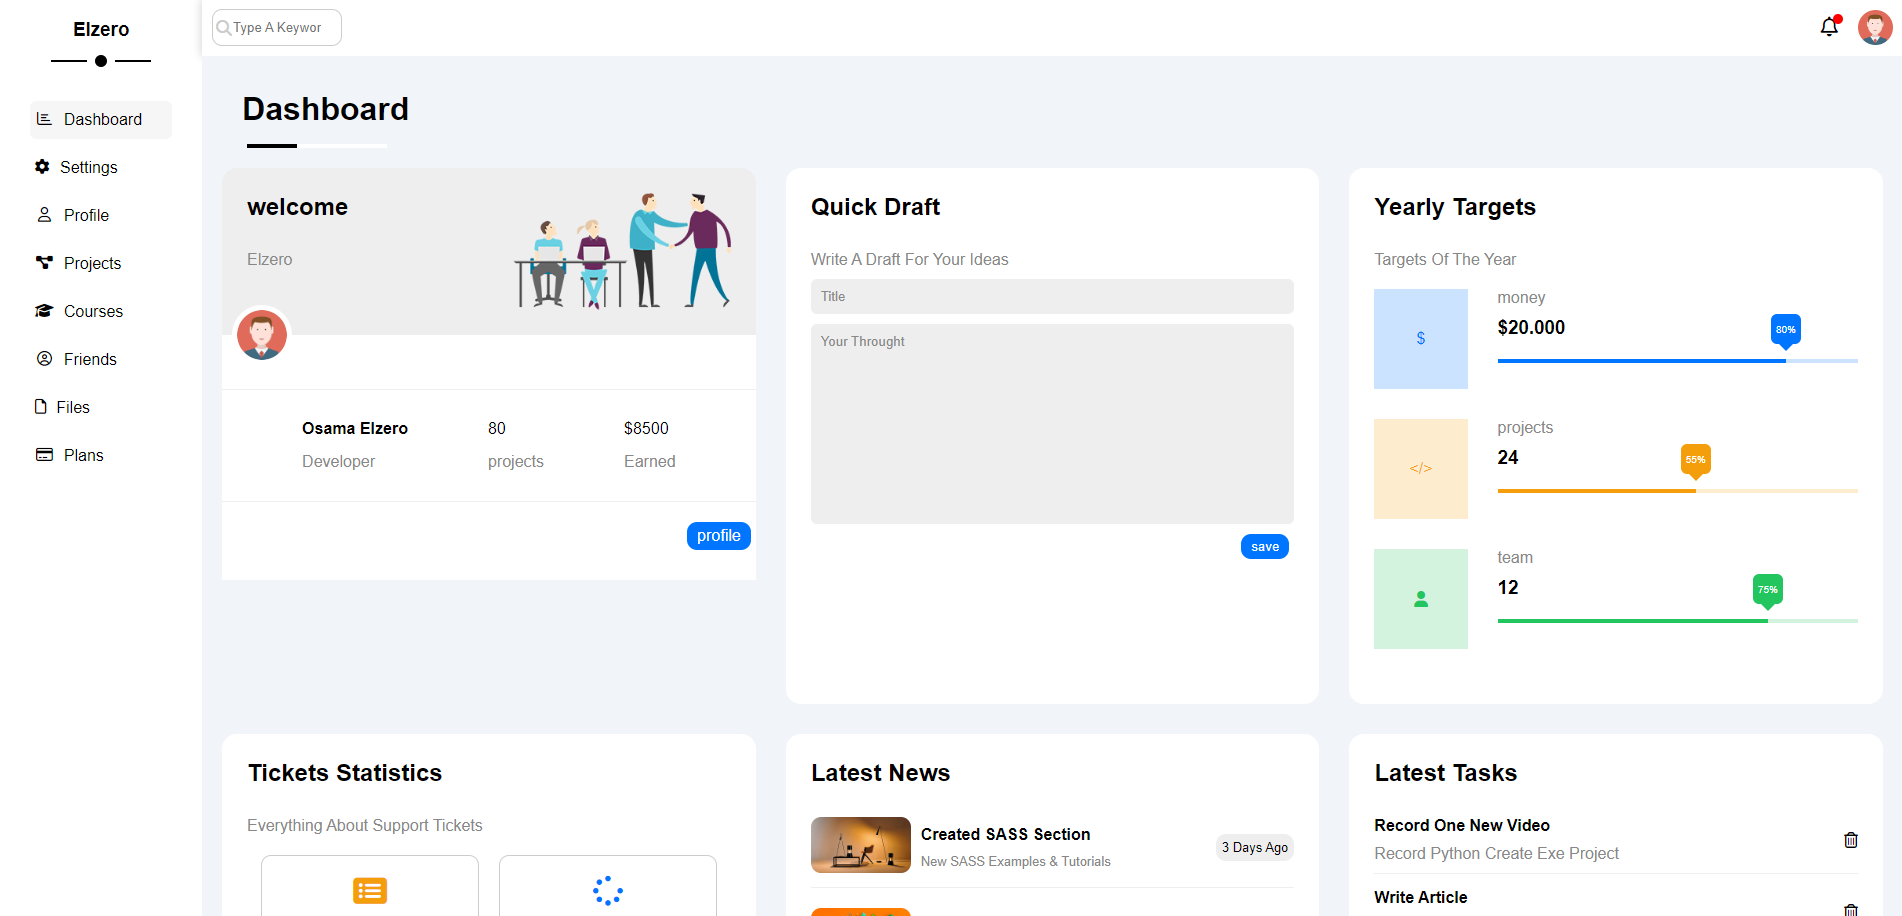 Elzero
Type A Keywor
Dashboard
Settings
Profile
Projects
Courses
Friends
Files
Plans
Dashboard
welcome
Elzero
Osama Elzero
Developer
80
projects
$8500
Earned
profile
Quick Draft
Write A Draft For Your Ideas
Title
Your Throught
save
Yearly Targets
Targets Of The Year
$
money
$20.000
80%
</>
projects
24
55%
team
12
75%
Tickets Statistics
Everything About Support Tickets
Latest News
Created SASS Section
New SASS Examples & Tutorials
3 Days Ago
Latest Tasks
Record One New Video
Record Python Create Exe Project
Write Article